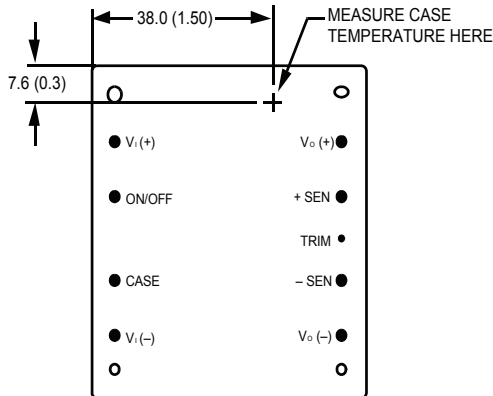 38.0 (1.50)
MEASURE CASE
TEMPERATURE HERE
7.6 (0.3)
VI (+)
VO (+)
ON/OFF
+ SEN
TRIM
CASE
– SEN
VI (–)
VO (–)